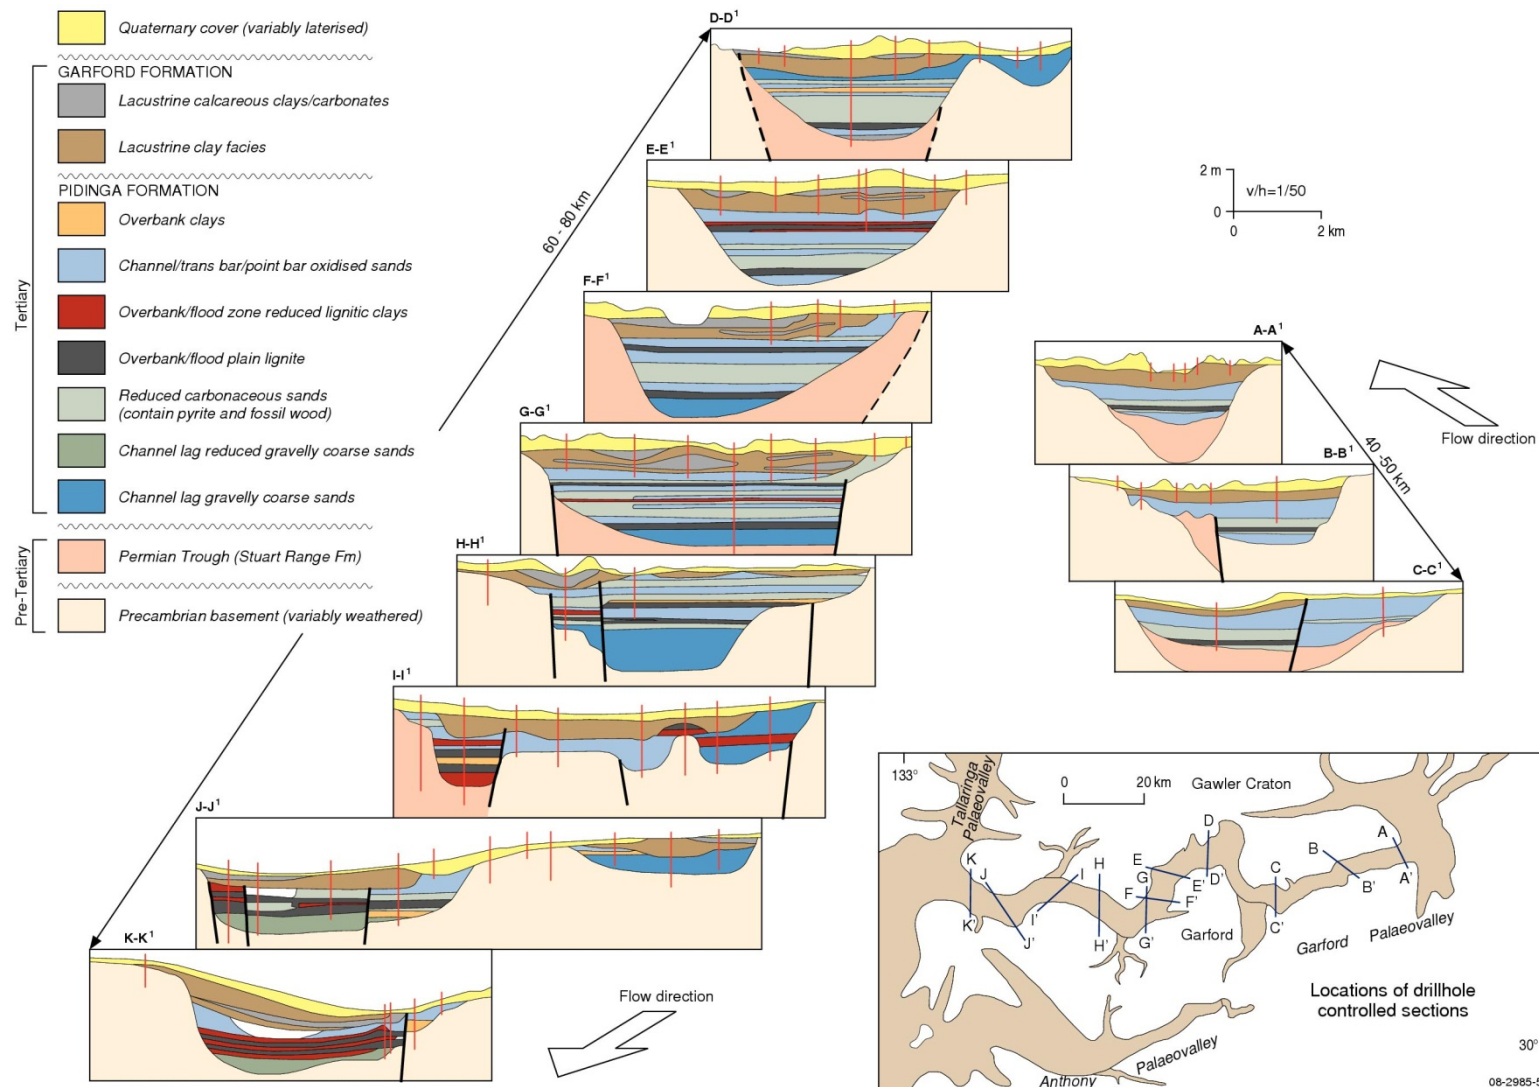 Quaternary cover (variably laterised)
GARFORD FORMATION
Lacustrine calcareous clays/carbonates
Lacustrine clay facies
PIDINGA FORMATION
Overbank clays
Channel/trans bar/point bar oxidised sands
Overbank/flood zone reduced lignitic clays
Overbank/flood plain lignite
Reduced carbonaceous sands
(contain pyrite and fossil wood)
Channel lag reduced gravelly coarse sands
Channel lag gravelly coarse sands
Permian Trough (Stuart Range Fm)
Precambrian basement (variably weathered)
Tertiary
Pre-Tertiary
D-D¹
E-E¹
F-F¹
G-G¹
H-H¹
I-I¹
J-J¹
K-K¹
60 - 80 km
Flow direction
2 m
0
v/h=1/50
0 2 km
A-A¹
B-B¹
C-C¹
40 -50 km
Flow direction
133°
0 20 km
Gawler Craton
Tallaringa
Palaeovalley
K J I H E G F D C B A
K' J' I' H' G' F' E' D' C' B' A'
Garford
Garford Palaeovalley
Locations of drillhole
controlled sections
Anthony Palaeovalley
30°